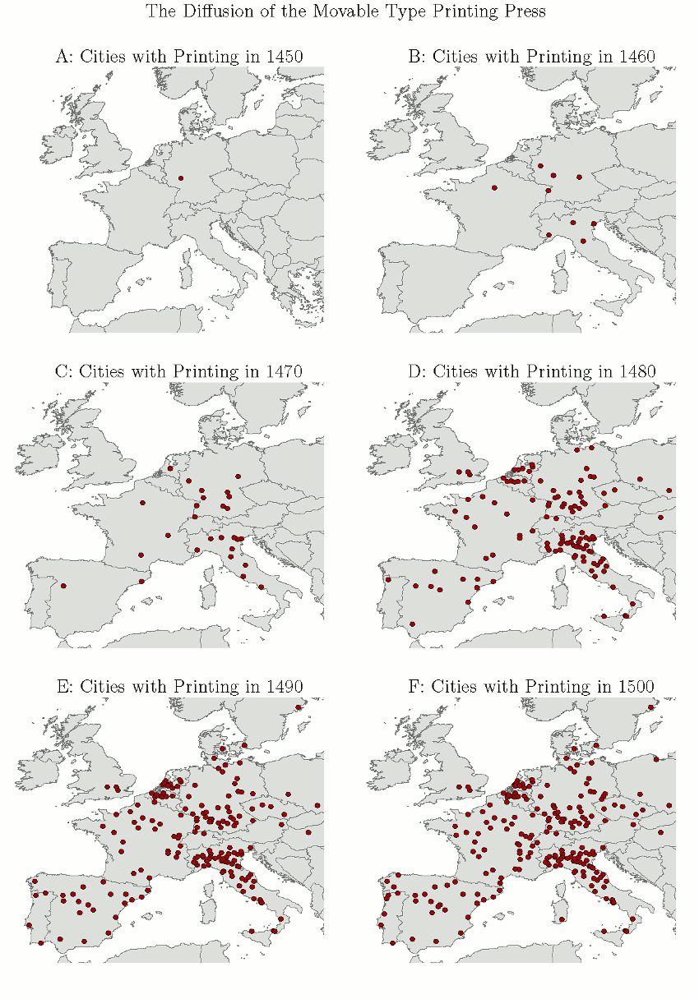 The Diffusion of the Movable Type Printing Press
A: Cities with Printing in 1450
B: Cities with Printing in 1460
C: Cities with Printing in 1470
D: Cities with Printing in 1480
E: Cities with Printing in 1490
F: Cities with Printing in 1500